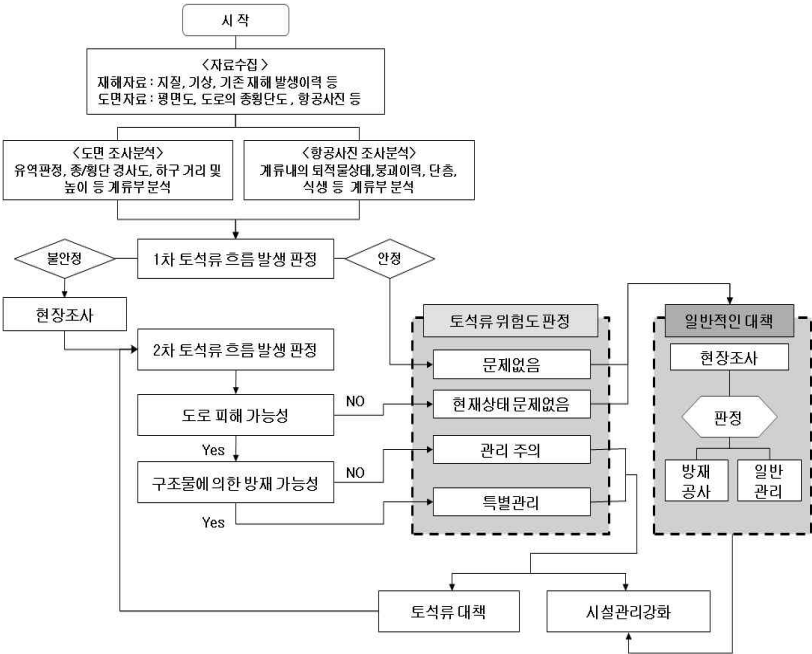 시 작
<자료수집>
재해자료 : 지질, 기상, 기존 재해 발생이력 등
도면자료 : 평면도, 도로의 종횡단도 , 항공사진 등
<도면 조사분석>
유역판정, 종/횡단 경사도, 하구 거리 및
높이 등 계류부 분석
<항공사진 조사분석>
계류내의 퇴적물상태,붕괴이력, 단층,
식생 등 계류부 분석
불안정
1차 토석류 흐름 발생 판정
안정
현장조사
2차 토석류 흐름 발생 판정
도로 피해 가능성
NO
Yes
구조물에 의한 방재 가능성
NO
Yes
토석류 위험도 판정
문제없음
현재상태 문제없음
관리 주의
특별관리
일반적인 대책
현장조사
판정
방재
공사
일반
관리
토석류 대책
시설관리강화